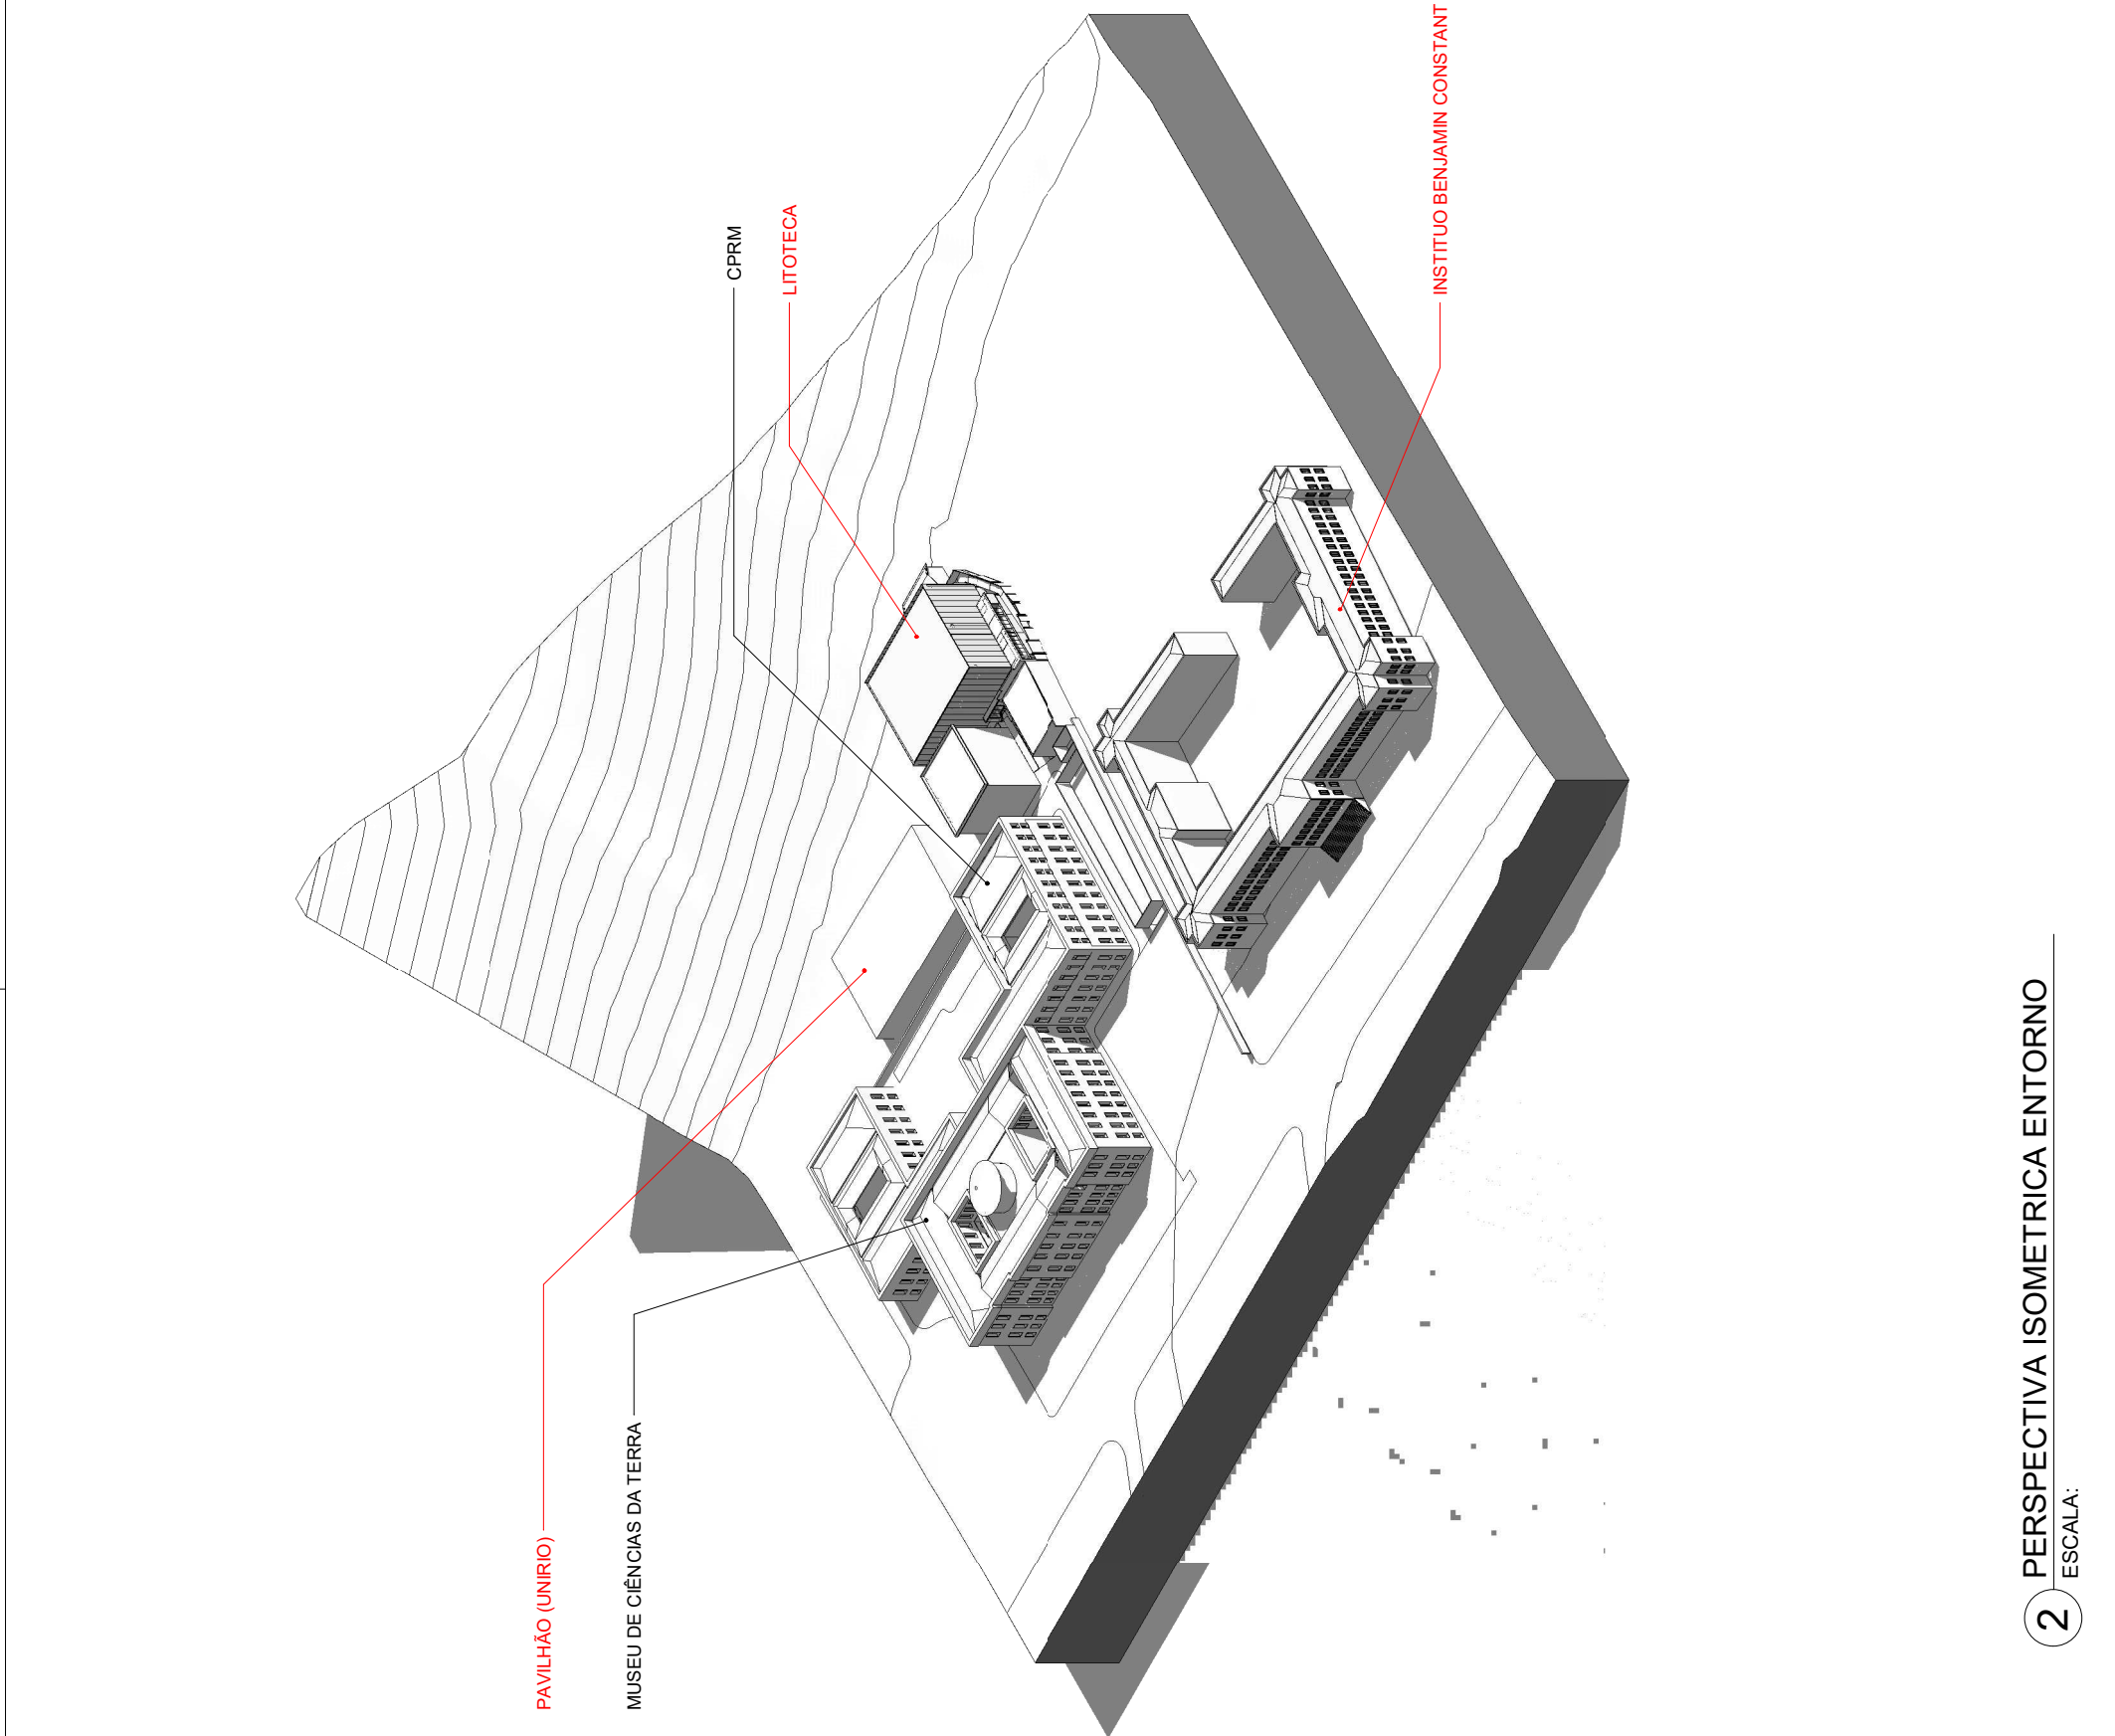 PAVILHÃO (UNIRIO)
MUSEU DE CIÊNCIAS DA TERRA
CPRM
LITOTECA
INSTITUO BENJAMIN CONSTANT
2 PERSPECTIVA ISOMETRICA ENTORNO
ESCALA: